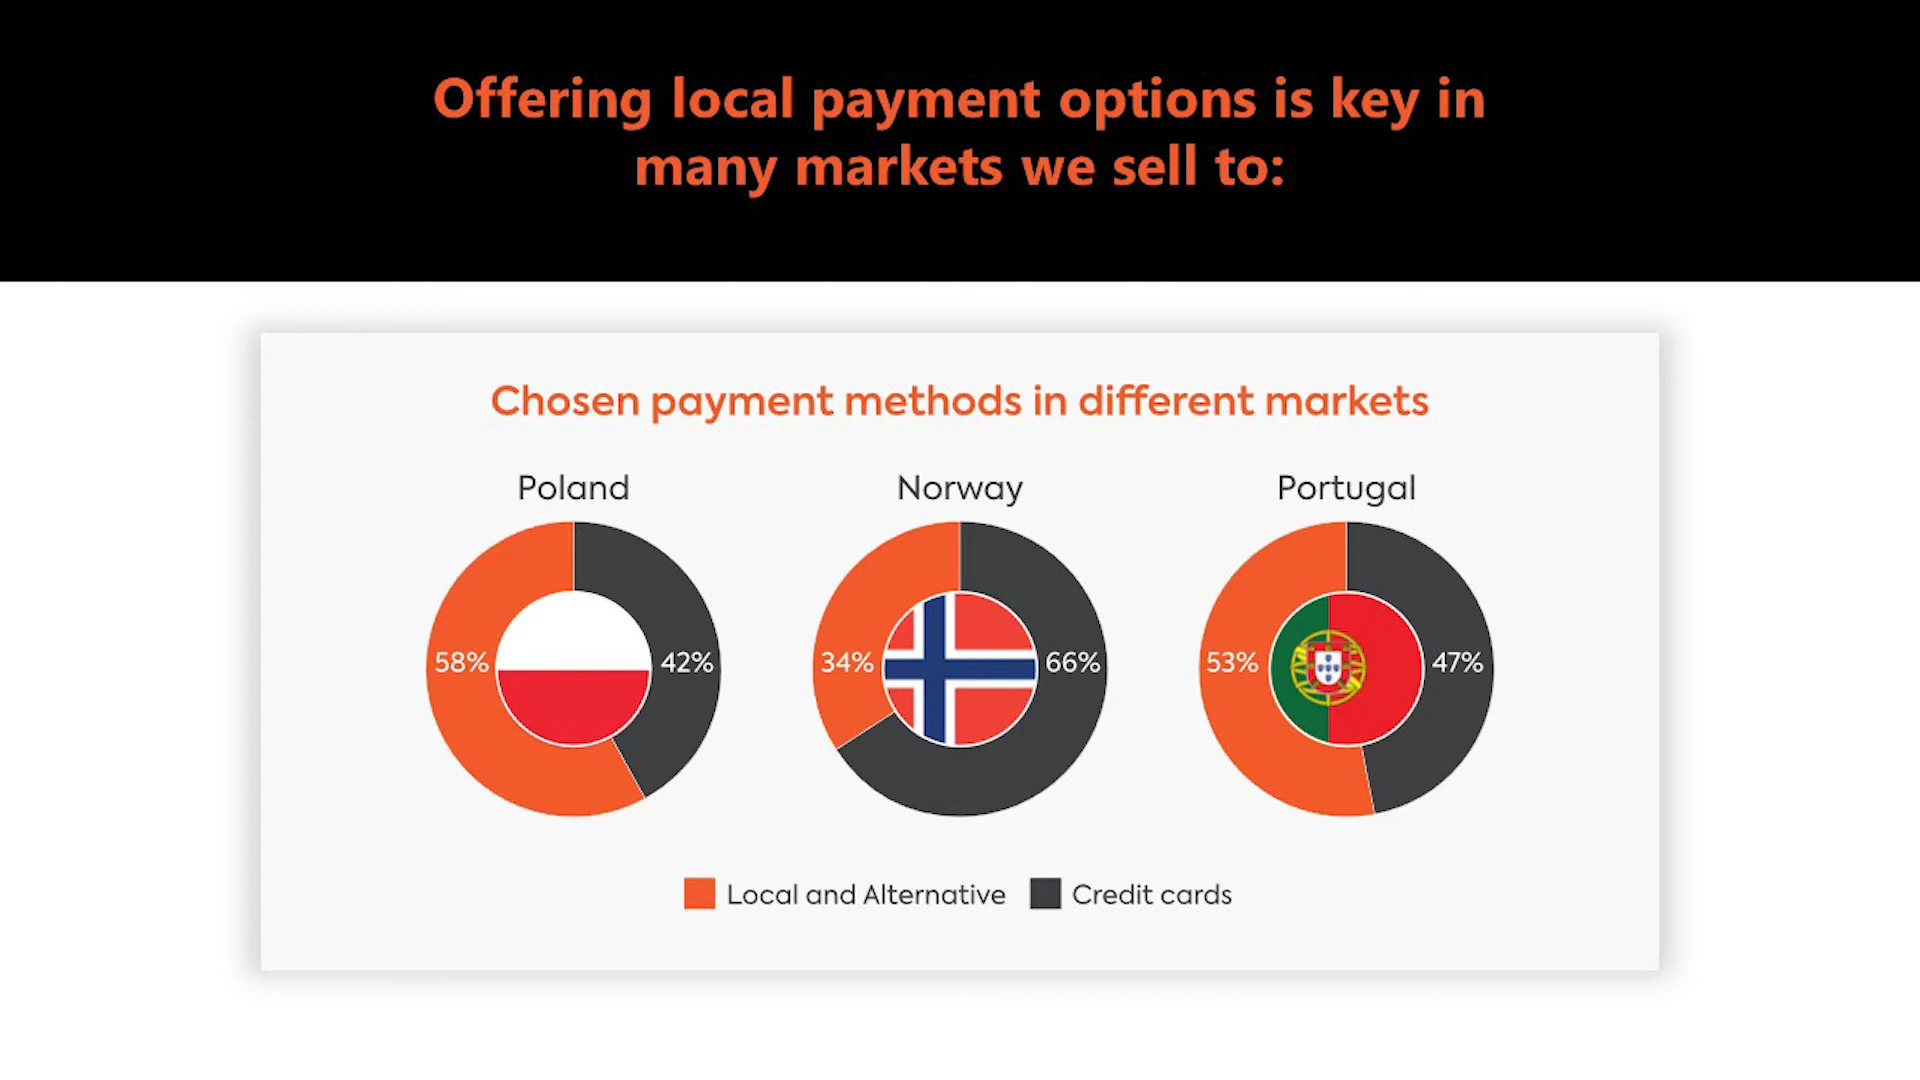 Offering local payment options is key in
many markets we sell to:
Chosen payment methods in different markets
Poland
Norway
Portugal
58%
42%
34%
66%
53%
47%
Local and Alternative
Credit cards